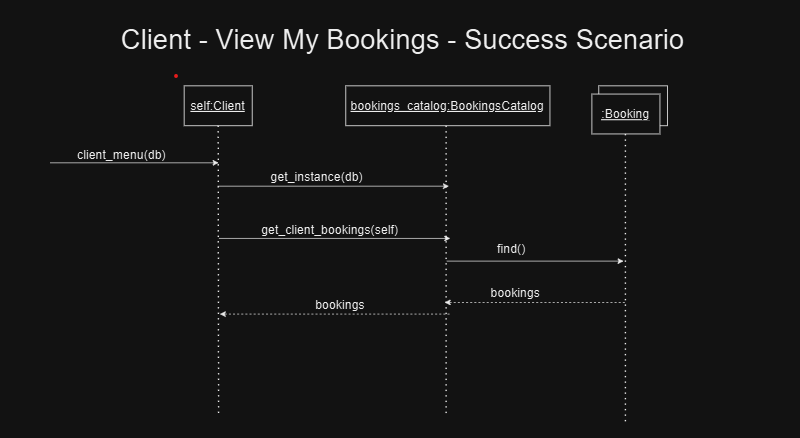 Client - View My Bookings - Success Scenario
self:Client
bookings_catalog:BookingsCatalog
:Booking
client_menu(db)
get_instance(db)
get_client_bookings(self)
find()
bookings
bookings